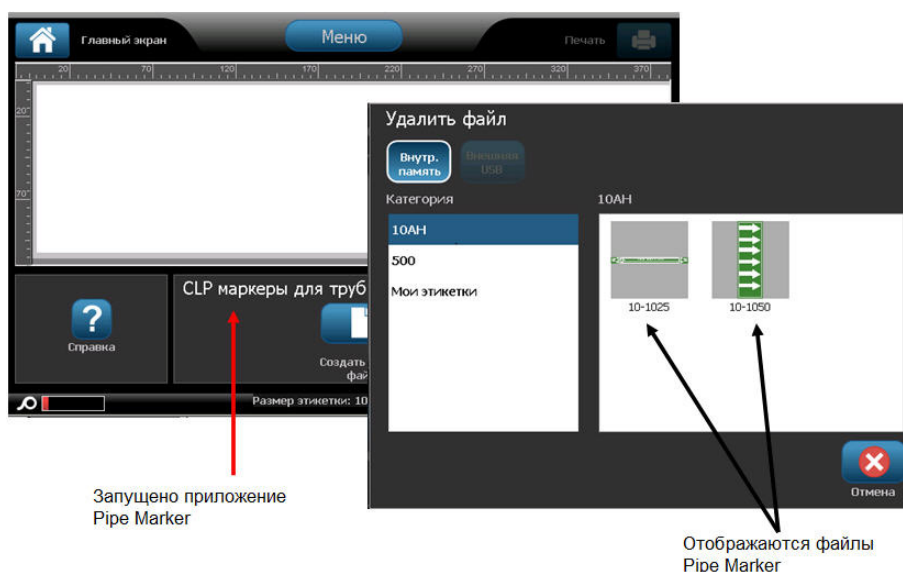 Главный экран
Меню
Печать
20 70 120 170 220 270 320 370
20
70
Удалить файл
Внутр.
память
Внешняя
USB
Категория
10AH
10AH
500
Мои этикетки
10-1025
10-1050
CLP маркеры для труб
Справка
Создать
фай
Размер этикетки: 10
Отмена
Запущено приложение
Pipe Marker
Отображаются файлы
Pipe Marker